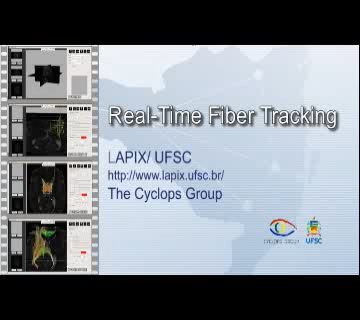 Real-Time Fiber Tracking
LAPIX/ UFSC
http://www.lapix.ufsc.br/
The Cyclops Group
CYCLOPS GROUP
UFSC